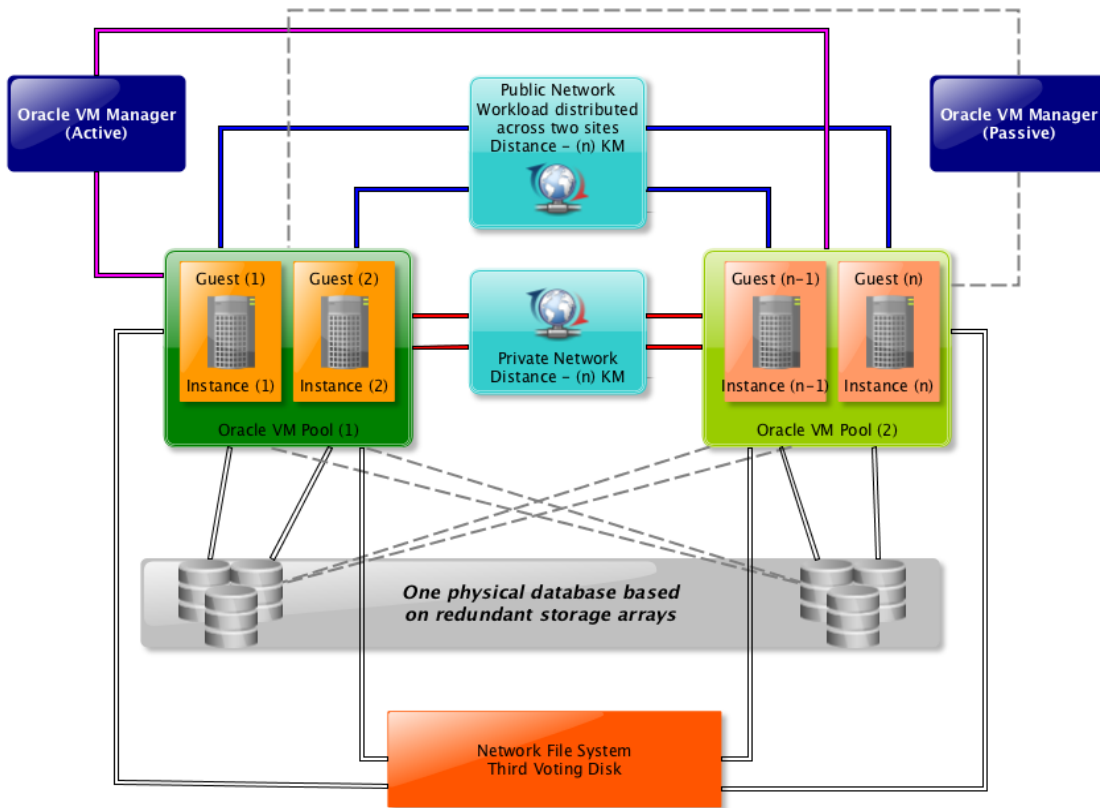 Oracle VM Manager
(Active)
Public Network
Workload distributed
across two sites
Distance – (n) KM
Oracle VM Manager
(Passive)
Guest (1)
Guest (2)
Instance (1)
Instance (2)
Oracle VM Pool (1)
Private Network
Distance – (n) KM
Guest (n-1)
Guest (n)
Instance (n-1)
Instance (n)
Oracle VM Pool (2)
One physical database based
on redundant storage arrays
Network File System
Third Voting Disk